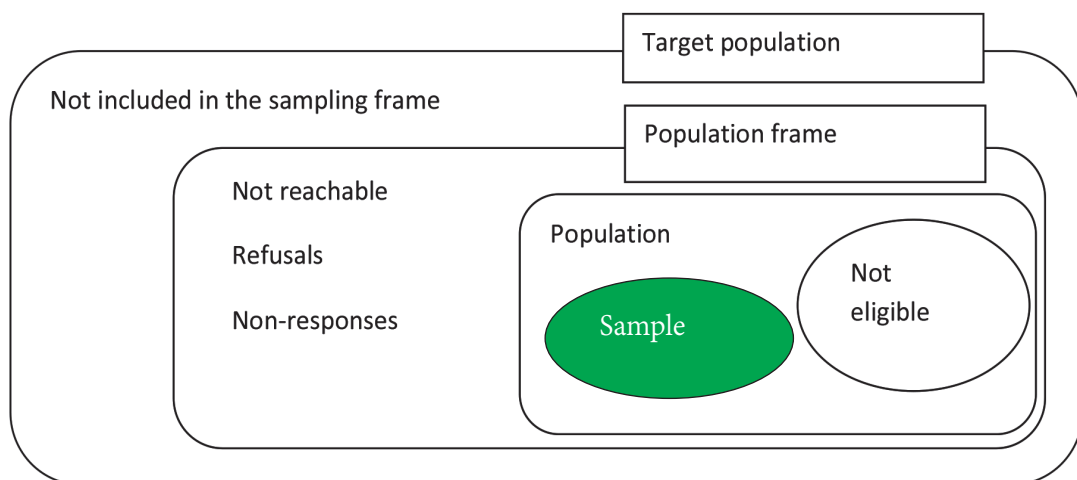 Target population
Not included in the sampling frame
Population frame
Not reachable
Population
Refusals
Not
eligible
Sample
Non-responses